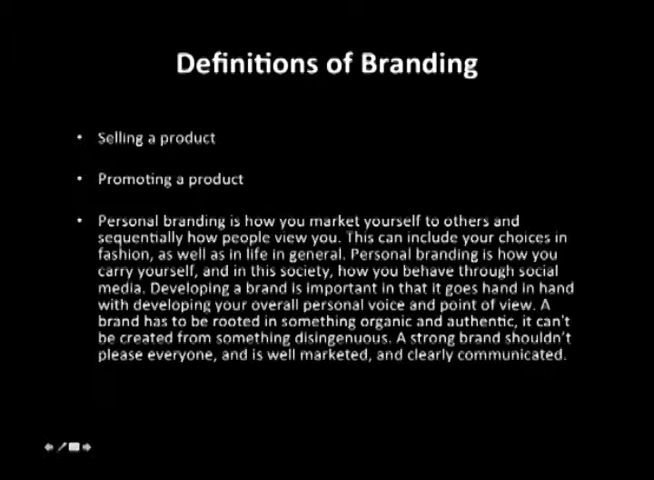 Definitions of Branding
• Selling a product
• Promoting a product
• Personal branding is how you market yourself to others and
sequentially how people view you. This can include your choices in
fashion, as well as in life in general. Personal branding is how you
carry yourself, and in this society, how you behave through social
media. Developing a brand is important in that it goes hand in hand
with developing your overall personal voice and point of view. A
brand has to be rooted in something organic and authentic, it can't
be created from something disingenuous. A strong brand shouldn't
please everyone, and is well marketed, and clearly communicated.